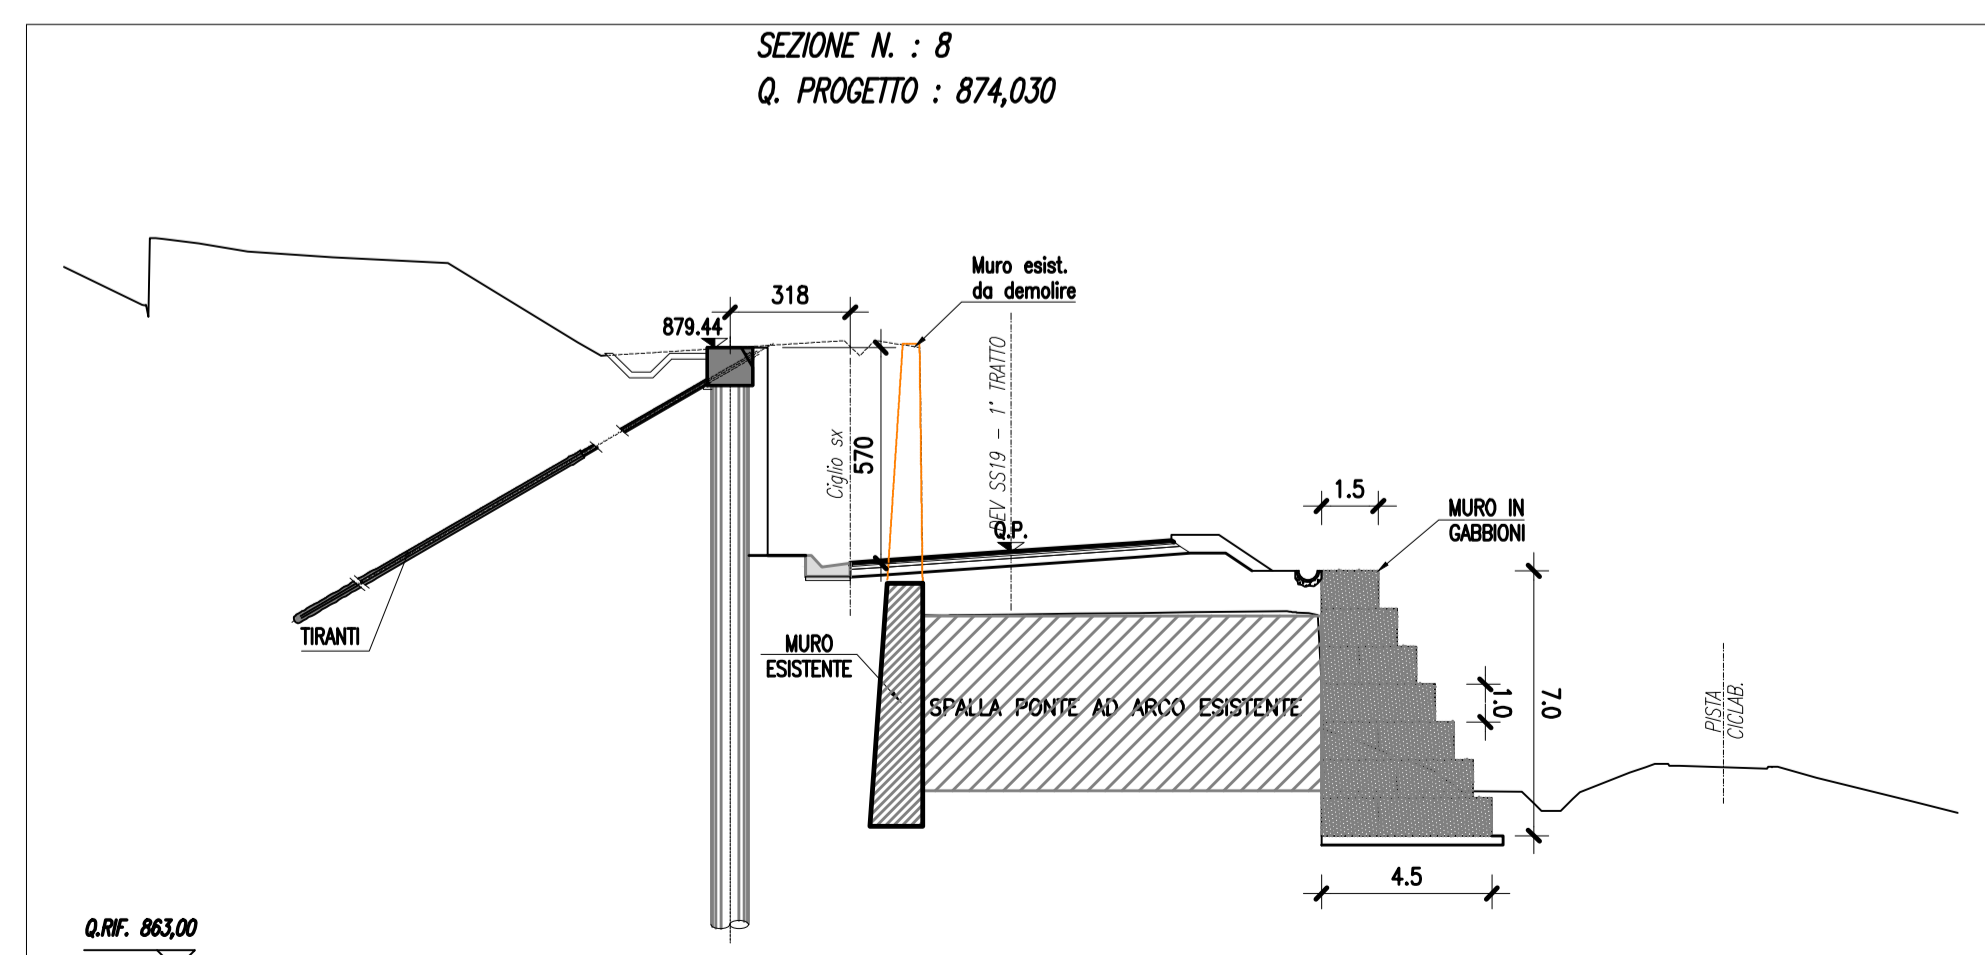 SEZIONE N. : 8
Q. PROGETTO : 874,030
Muro esist.
da demolire
318
879.44
DEV SS19 - 1° TRATTO
Ciglio sx
570
Q.P.
1.5
MURO IN
GABBIONI
TIRANTI
MURO
ESISTENTE
SPALLA PONTE AD ARCO ESISTENTE
1.0
7.0
PISTA
CICLAB.
4.5
Q.RIF. 863,00